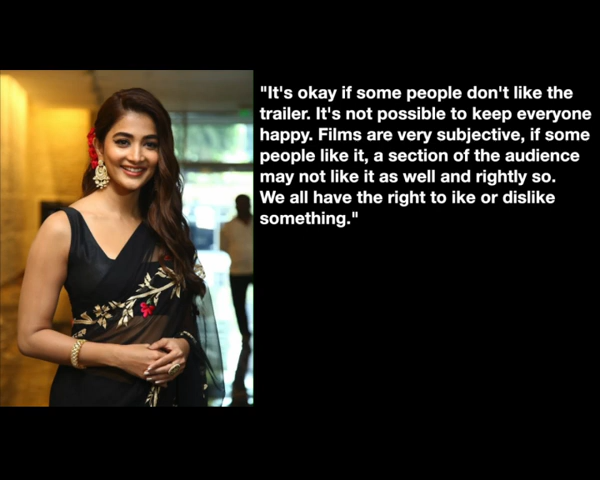 "It's okay if some people don't like the
trailer. It's not possible to keep everyone
happy. Films are very subjective, if some
people like it, a section of the audience
may not like it as well and rightly so.
We all have the right to ike or dislike
something."